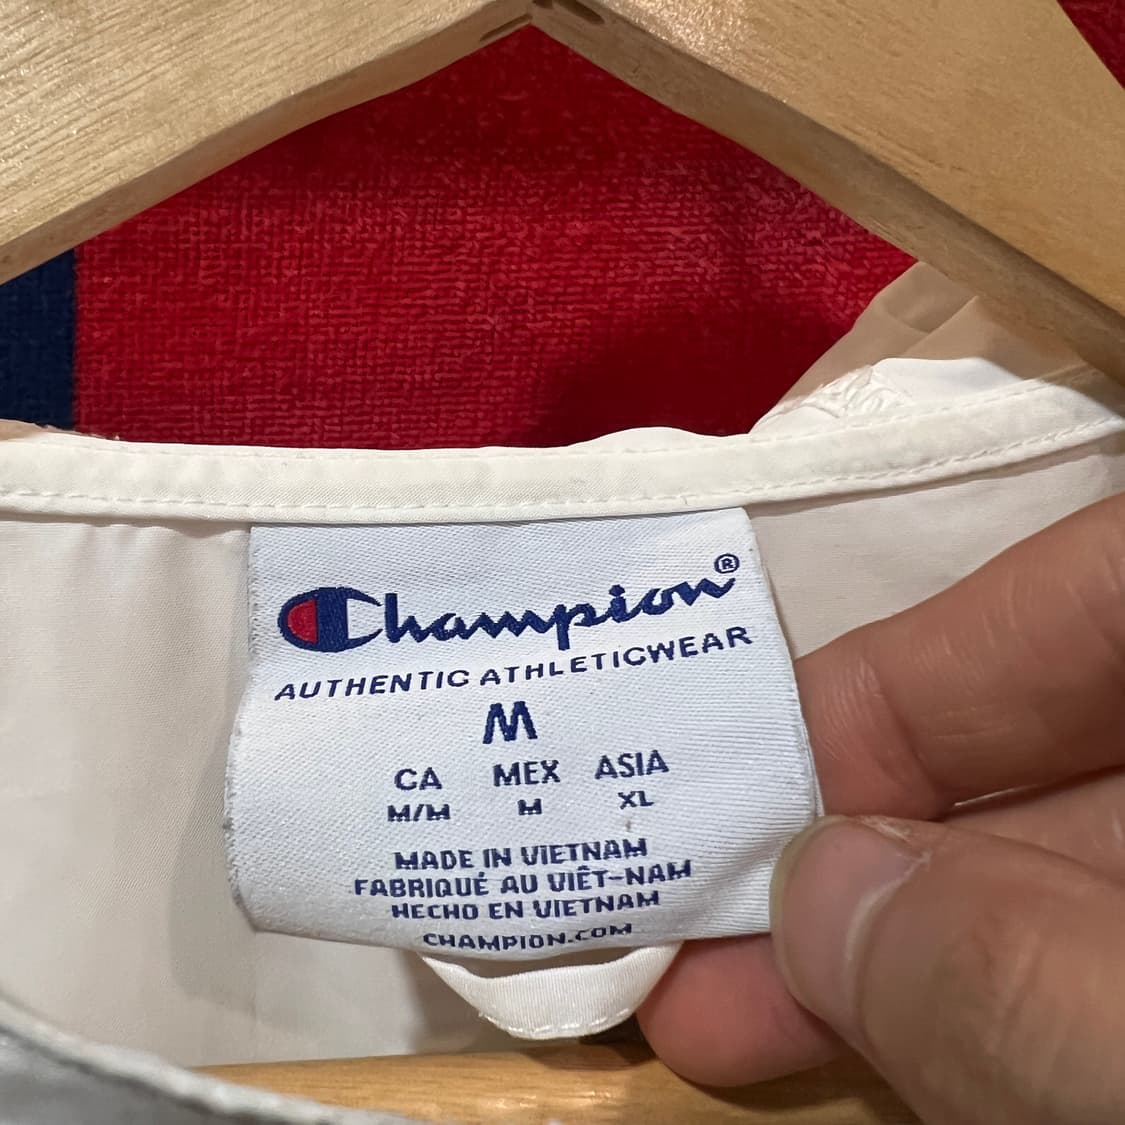 Champion®
AUTHENTIC ATHLETICWEAR
M
CA MEX ASIA
M/M M XL
MADE IN VIETNAM
FABRIQUÉ AU VIÊT-NAM
HECHO EN VIETNAM
CHAMPION.COM